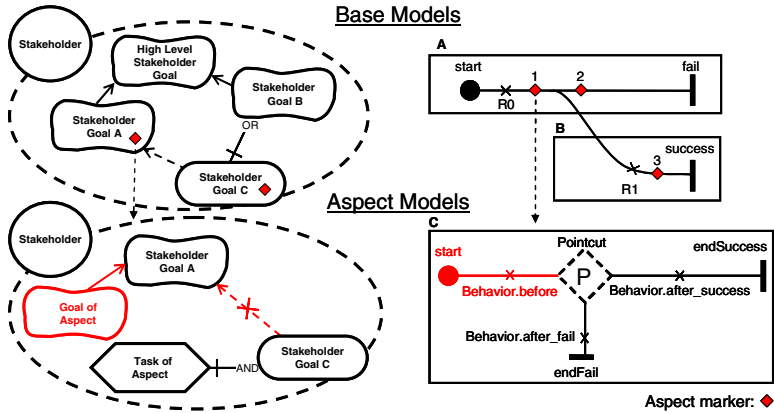 Base Models
Stakeholder
High Level
Stakeholder
Goal
Stakeholder
Goal B
Stakeholder
Goal A
OR
Stakeholder
Goal C
A
start
1
2
fail
R0
B
success
3
R1
Aspect Models
Stakeholder
Stakeholder
Goal A
Goal of
Aspect
Task of
Aspect
AND
Stakeholder
Goal C
C
start
Pointcut
endSuccess
P
Behavior.before
Behavior.after_success
Behavior.after_fail
endFail
Aspect marker: